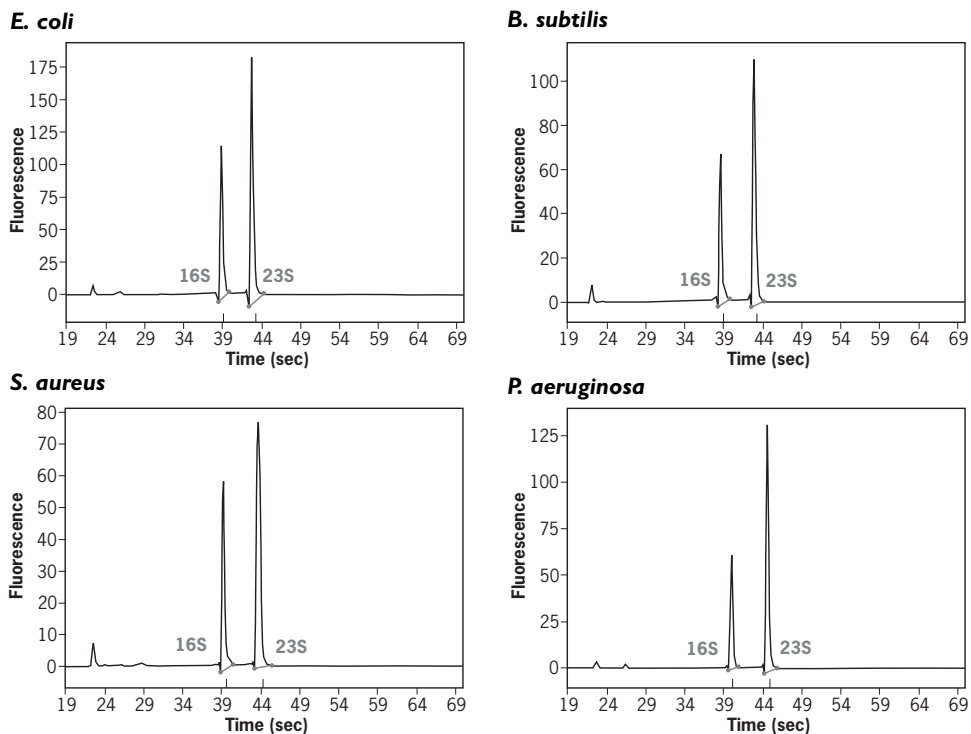 E. coli
Fluorescence
175
150
125
100
75
50
25
0
16S
23S
19 24 29 34 39 44 49 54 59 64 69
Time (sec)
B. subtilis
Fluorescence
100
80
60
40
20
0
16S
23S
19 24 29 34 39 44 49 54 59 64 69
Time (sec)
S. aureus
Fluorescence
80
70
60
50
40
30
20
10
0
16S
23S
19 24 29 34 39 44 49 54 59 64 69
Time (sec)
P. aeruginosa
Fluorescence
125
100
75
50
25
0
16S
23S
19 24 29 34 39 44 49 54 59 64 69
Time (sec)